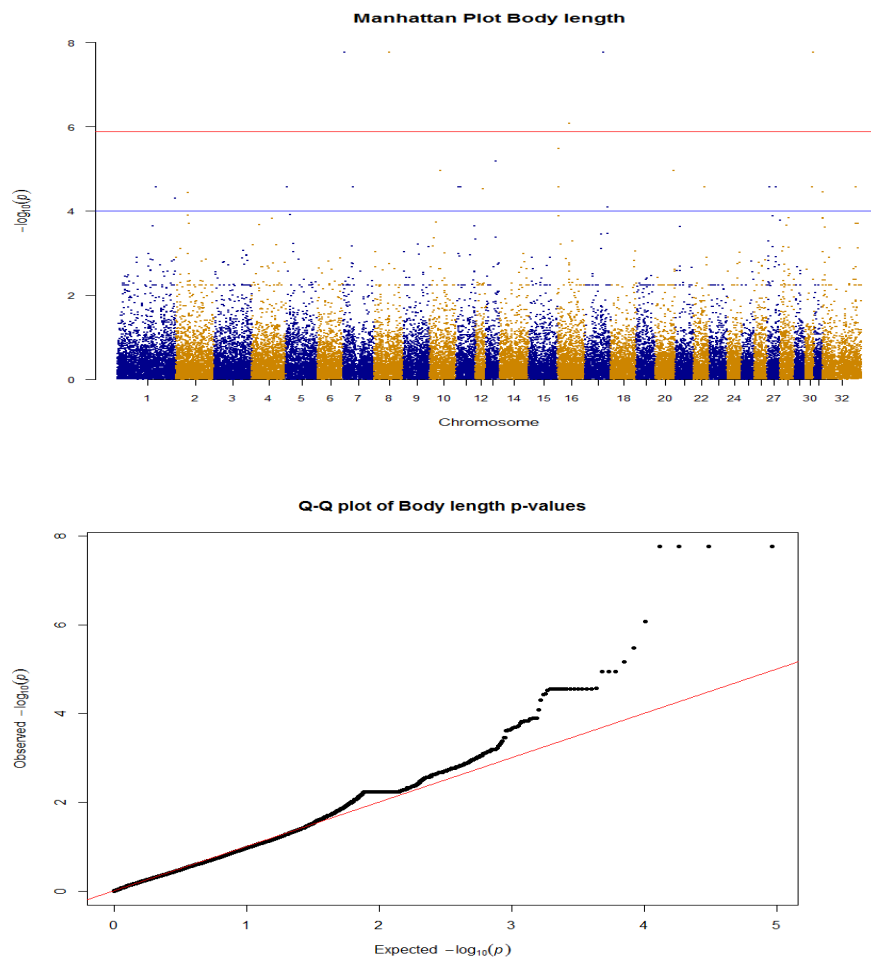 Manhattan Plot Body length
8
6
4
2
0
−log₁₀(p)
1 2 3 4 5 6 7 8 9 10 12 14 15 16 18 20 22 24 27 30 32
Chromosome
Q-Q plot of Body length p-values
8
6
4
2
0
Observed −log₁₀(p)
0 1 2 3 4 5
Expected −log₁₀(p)